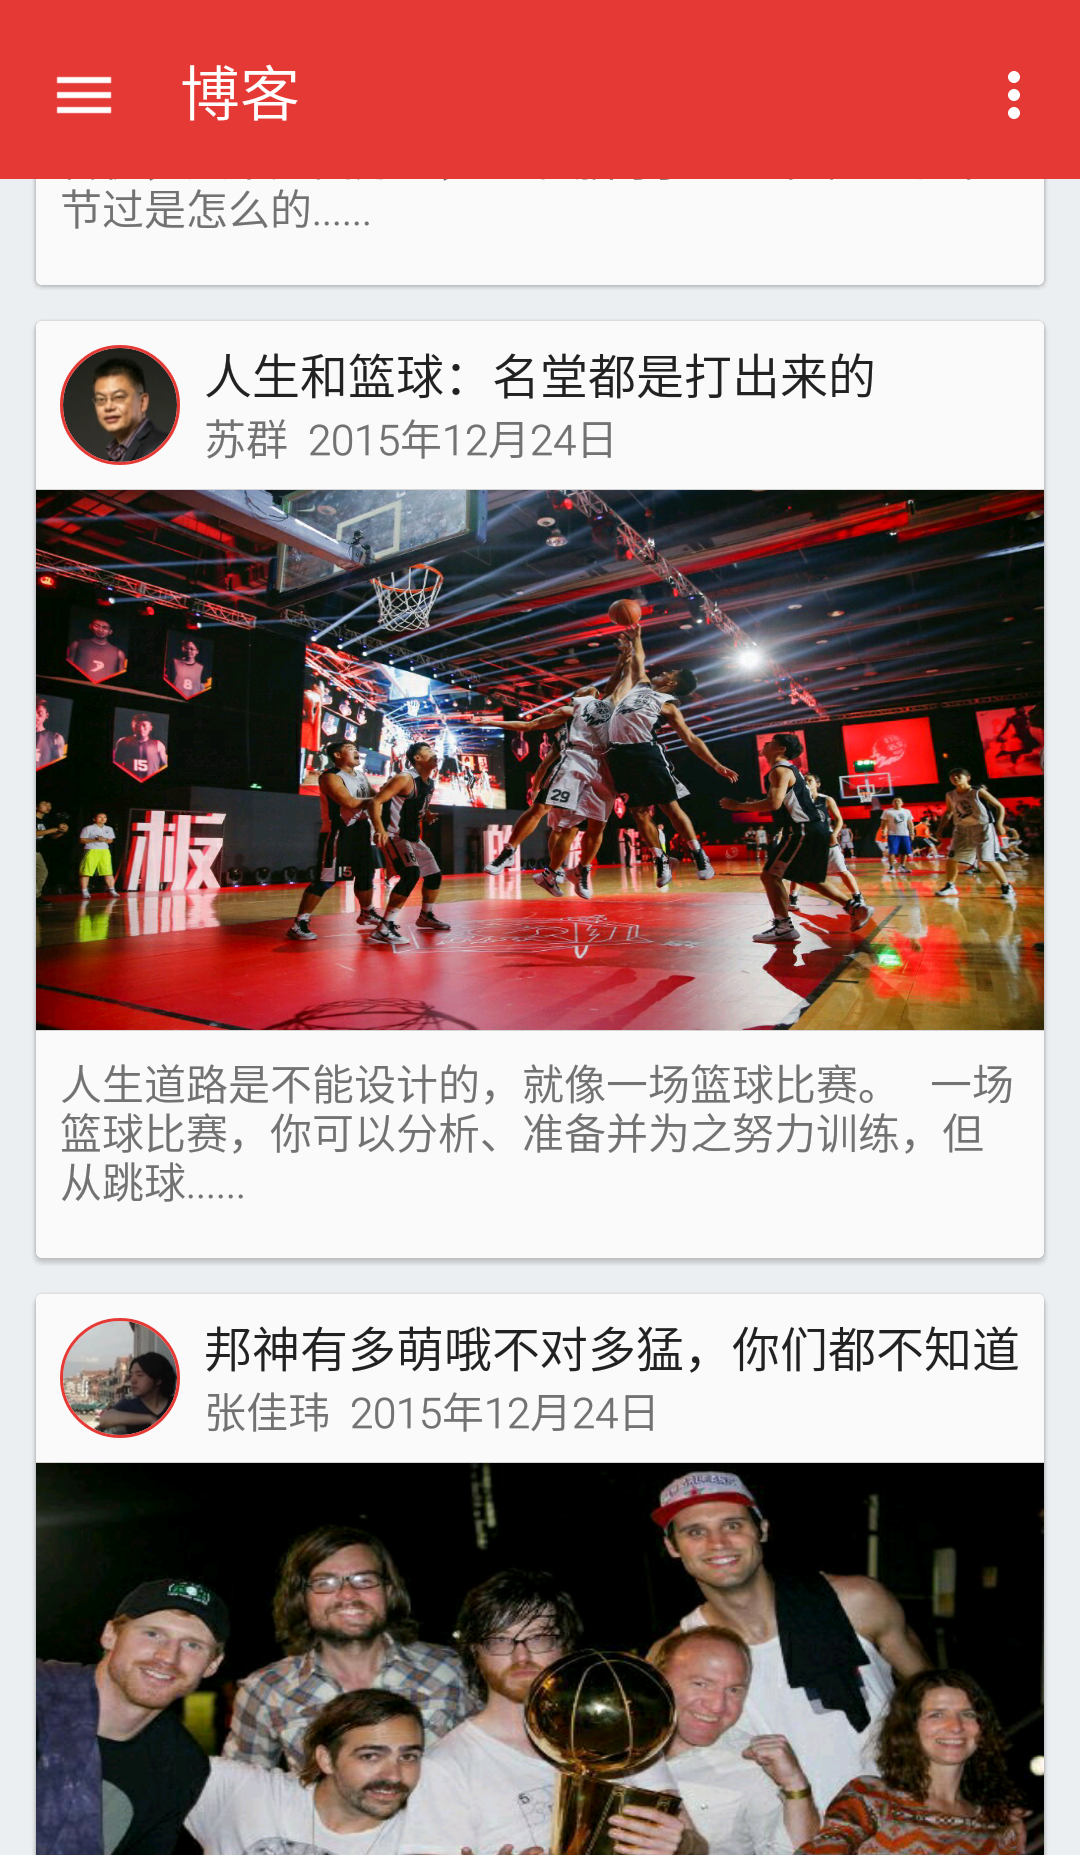 博客
节过是怎么的......
人生和篮球：名堂都是打出来的
苏群 2015年12月24日
8
15
29
15
板
人生道路是不能设计的，就像一场篮球比赛。 一场
篮球比赛，你可以分析、准备并为之努力训练，但
从跳球......
邦神有多萌哦不对多猛，你们都不知道
张佳玮 2015年12月24日